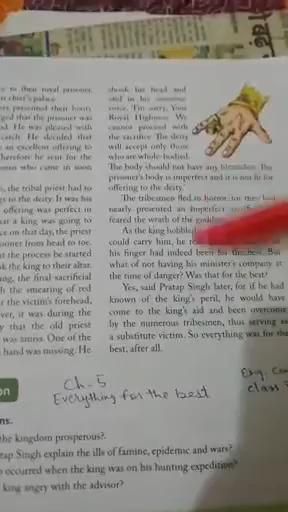 e to their royal prisoner
r chief's palace
ers presented their booty
ged that the prisoner was
od. He was pleased with
catch. He decided that
e an excellent offering to
herefore he sent for the
who came in soon
, the tribal priest had to
gs to the deity. It was his
offering was perfect in
ear a king was going to
ce on that day, the priest
soner from head to toe.
t the process he started
k the king to their altar.
ing, the final sacrificial
h the smearing of red
r the victim's forehead,
ver, it was during the
y that the old priest
was amiss. One of the
hand was missing. He
shook his head and
said in his
voice, 'I'm sorry, Your
Royal Highness. We
cannot proceed with
the sacrifice. The deity
will accept only those
who are whole-bodied.
The body should not have any blemishes. The
prisoner's body is imperfect and it is not fit for
offering to the deity.'
The tribesmen fled in horror, for they had
nearly presented an imperfect
feared the wrath of the
As the king hobbled
could carry him, he
his finger had indeed been
what of not having his minister's company at
the time of danger? Was that for the best?
Yes, said Pratap Singh later, for if he had
known of the king's peril, he would have
come to the king's aid and been overcome
by the numerous tribesmen, thus serving as
a substitute victim. So everything was for the
best, after all.
Ch-5
Everything for the best
Eng.
class
on
ns.
the kingdom prosperous?.
tap Singh explain the ills of famine, epidemic and wars?
occurred when the king was on his hunting expedition?
king angry with the advisor?